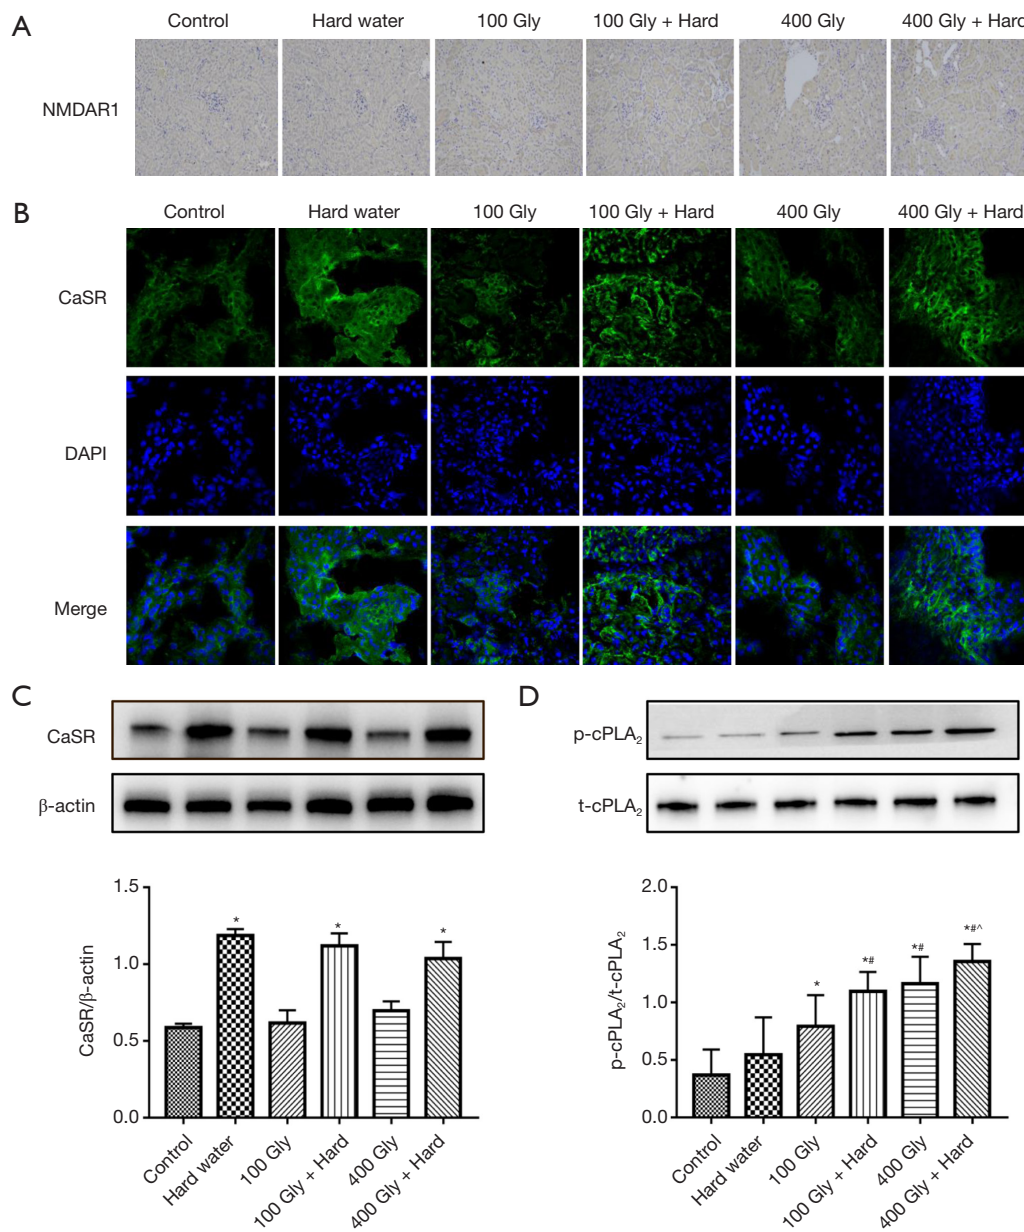 A
Control Hard water 100 Gly 100 Gly + Hard 400 Gly 400 Gly + Hard
NMDAR1
B
Control Hard water 100 Gly 100 Gly + Hard 400 Gly 400 Gly + Hard
CaSR
DAPI
Merge
C
CaSR
β-actin
CaSR/β-actin
1.5
1.0
0.5
0.0
* * *
Control Hard water 100 Gly 100 Gly + Hard 400 Gly 400 Gly + Hard
D
p-cPLA₂
t-cPLA₂
p-cPLA₂/t-cPLA₂
2.0
1.5
1.0
0.5
0.0
* *# *# *#^
Control Hard water 100 Gly 100 Gly + Hard 400 Gly 400 Gly + Hard